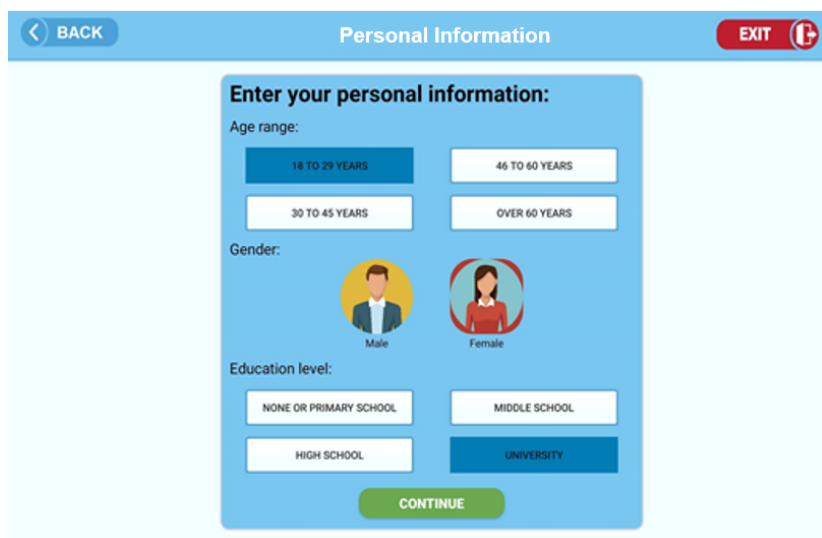 BACK
Personal Information
EXIT
Enter your personal information:
Age range:
18 TO 29 YEARS
46 TO 60 YEARS
30 TO 45 YEARS
OVER 60 YEARS
Gender:
Male
Female
Education level:
NONE OR PRIMARY SCHOOL
MIDDLE SCHOOL
HIGH SCHOOL
UNIVERSITY
CONTINUE